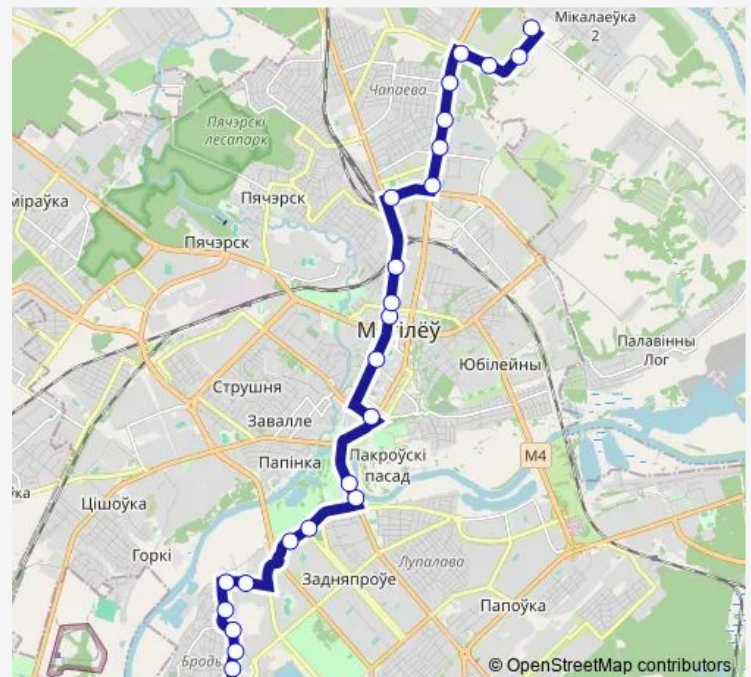 Мікалаеўка
2
Чапаева
Пячэрскі
лесапарк
Пячэрск
міраўка
Пячэрск
Палавінны
Лог
Юбілейны
Струшня
Завалле
Папінка
Пакроўскі
пасад
M4
Цішоўка
Горкі
Лупалава
Задняпроўе
Папоўка
Бродь
© OpenStreetMap contributors